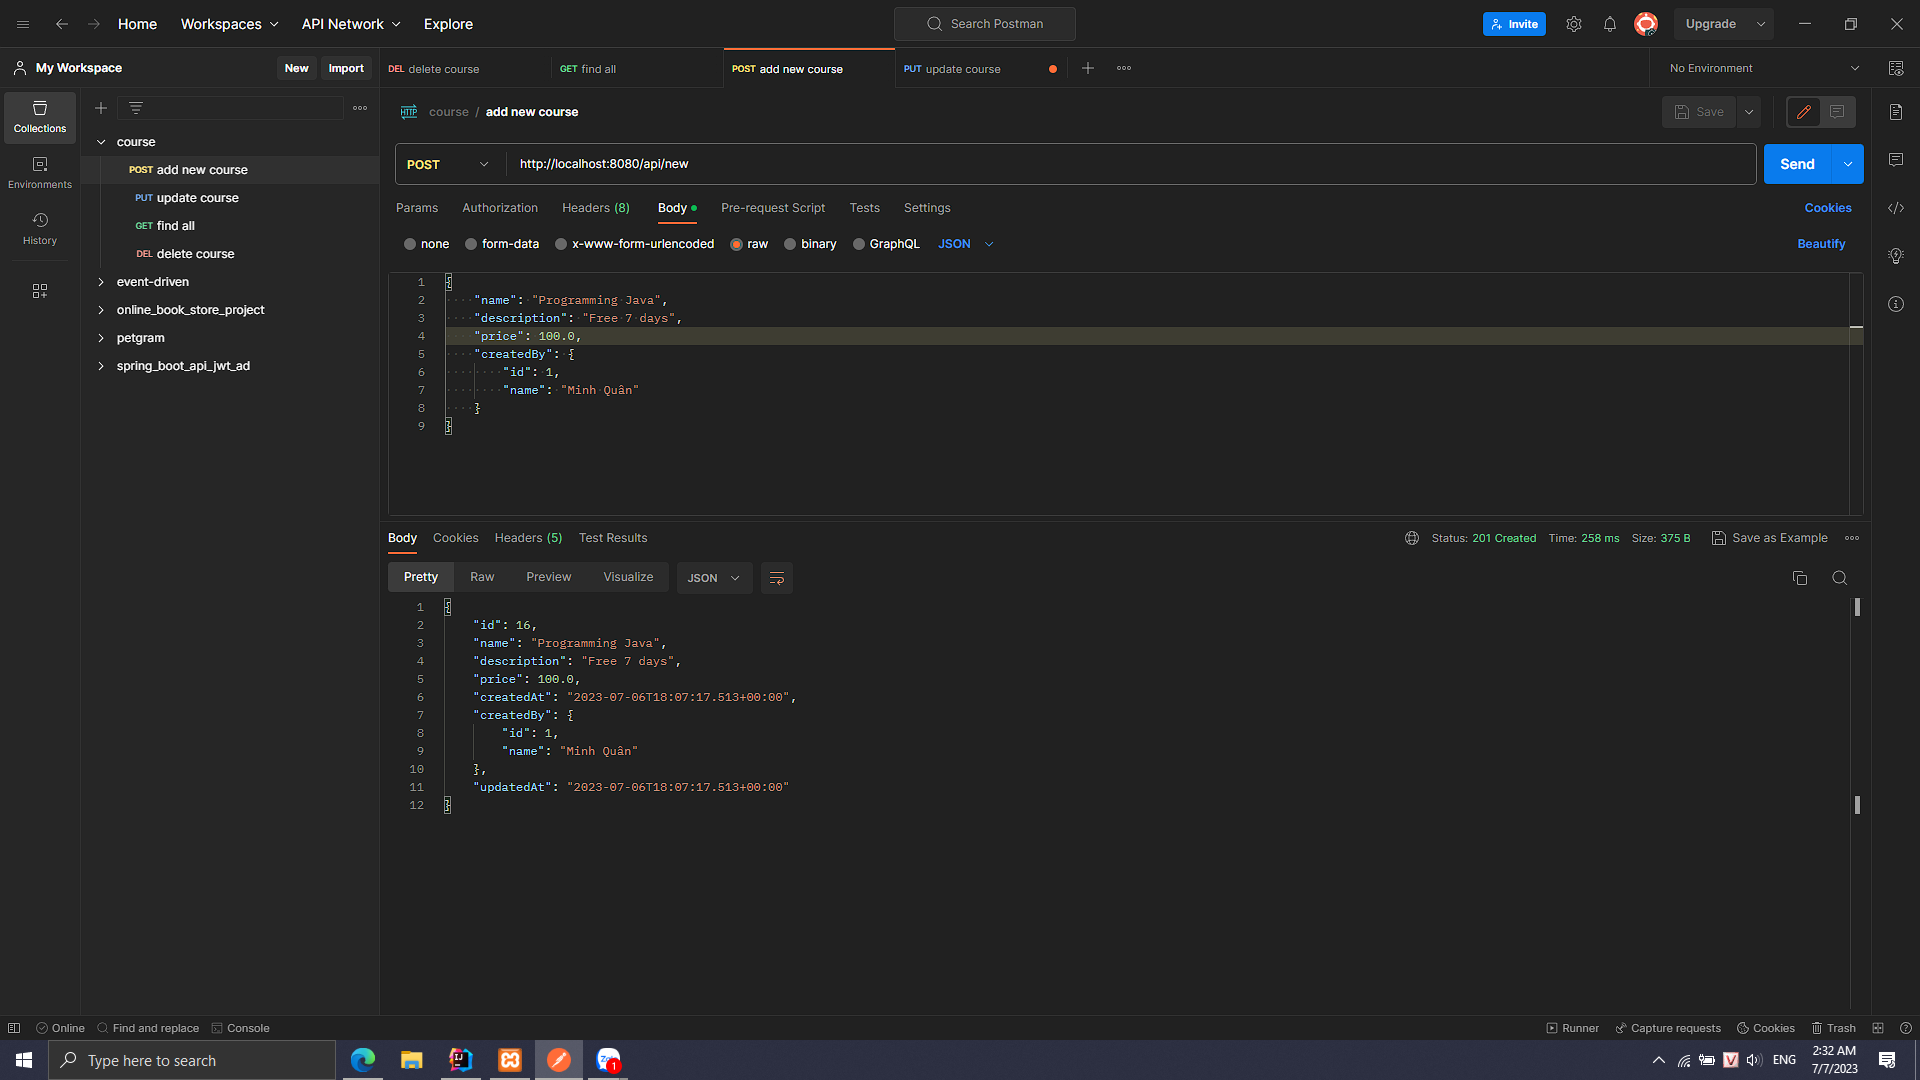 Home Workspaces API Network Explore Search Postman Invite Upgrade
My Workspace New Import DEL delete course GET find all POST add new course PUT update course No Environment
Collections
Environments
History
course
POST add new course
PUT update course
GET find all
DEL delete course
event-driven
online_book_store_project
petgram
spring_boot_api_jwt_ad
HTTP course / add new course Save
POST http://localhost:8080/api/new Send
Params Authorization Headers (8) Body Pre-request Script Tests Settings Cookies
none form-data x-www-form-urlencoded raw binary GraphQL JSON Beautify
1 {
2 "name": "Programming Java",
3 "description": "Free 7 days",
4 "price": 100.0,
5 "createdBy": {
6 "id": 1,
7 "name": "Minh Quân"
8 }
9 }
Body Cookies Headers (5) Test Results Status: 201 Created Time: 258 ms Size: 375 B Save as Example
Pretty Raw Preview Visualize JSON
1 {
2 "id": 16,
3 "name": "Programming Java",
4 "description": "Free 7 days",
5 "price": 100.0,
6 "createdAt": "2023-07-06T18:07:17.513+00:00",
7 "createdBy": {
8 "id": 1,
9 "name": "Minh Quân"
10 },
11 "updatedAt": "2023-07-06T18:07:17.513+00:00"
12 }
Online Find and replace Console Runner Capture requests Cookies Trash
Type here to search Zalo 1 V ENG 2:32 AM
7/7/2023